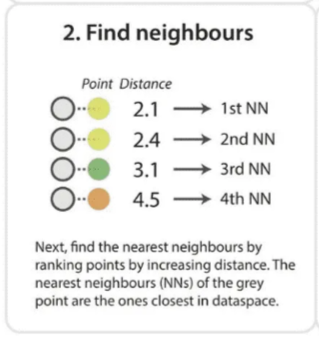 2. Find neighbours
Point Distance
2.1 → 1st NN
2.4 → 2nd NN
3.1 → 3rd NN
4.5 → 4th NN
Next, find the nearest neighbours by
ranking points by increasing distance. The
nearest neighbours (NNs) of the grey
point are the ones closest in dataspace.